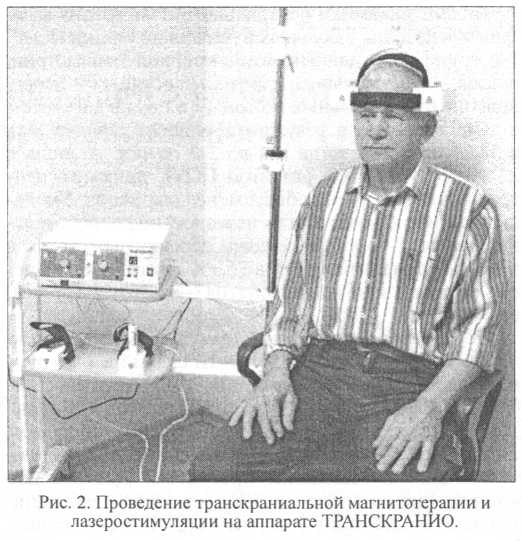 Рис. 2. Проведение транскраниальной магнитотерапии и
лазеростимуляции на аппарате ТРАНСКРАНИО.